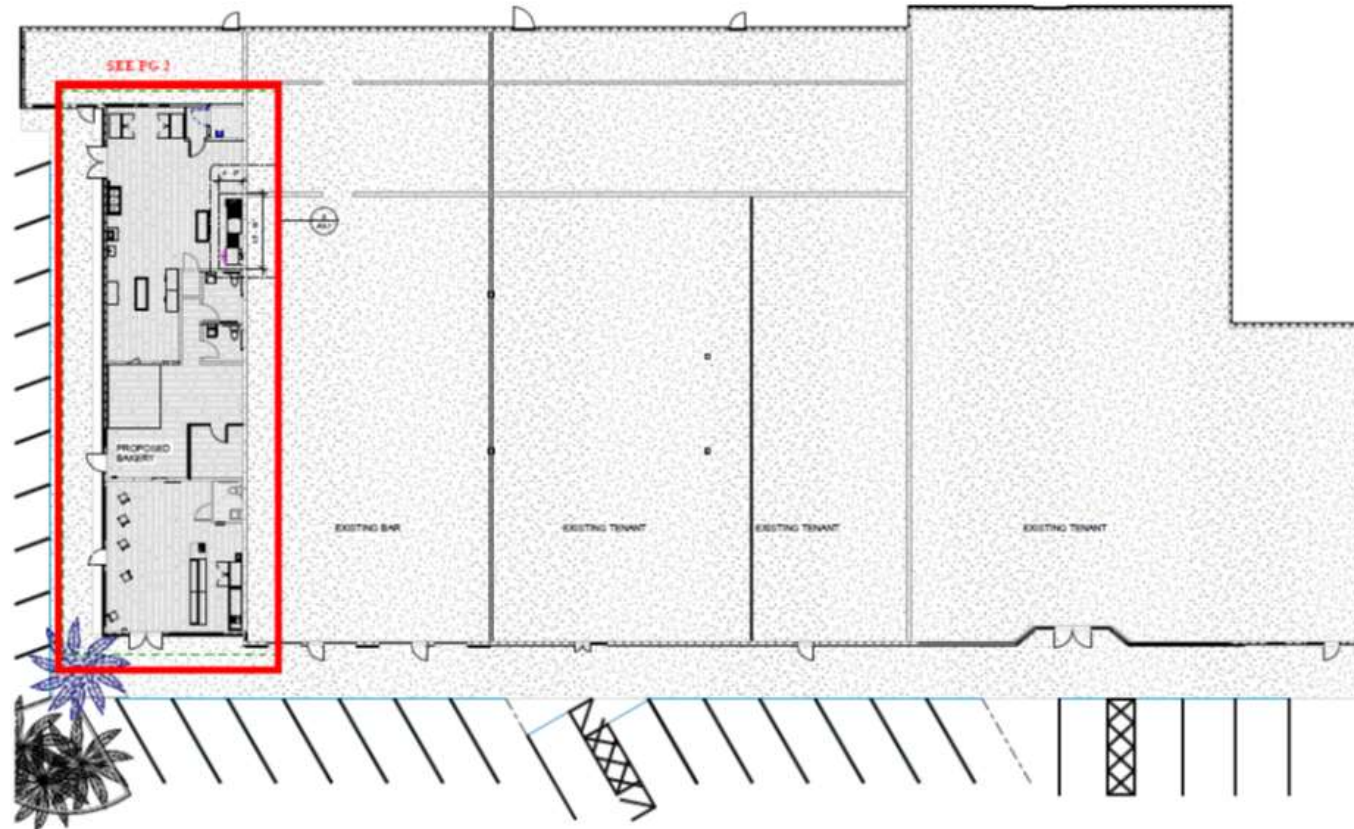 SEE PG 2
PROPOSED
BAKERY
EXISTING BAR
EXISTING TENANT
EXISTING TENANT
EXISTING TENANT